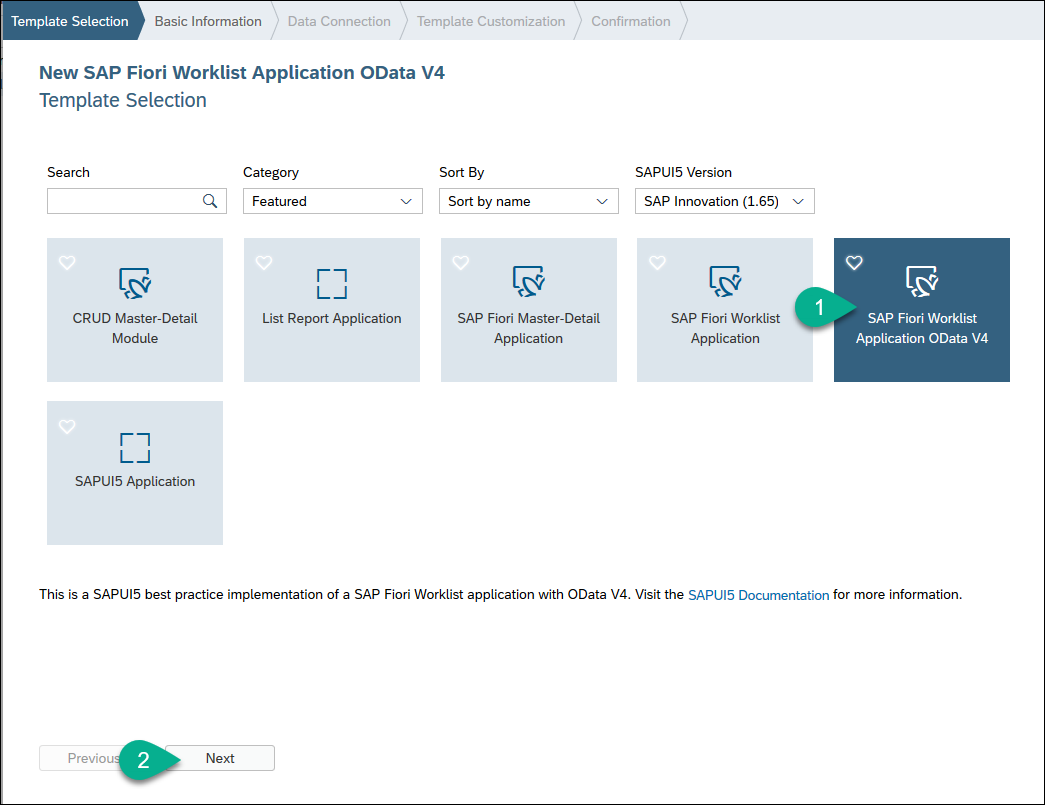 Template Selection
Basic Information
Data Connection
Template Customization
Confirmation
New SAP Fiori Worklist Application OData V4
Template Selection
Search
Category
Sort By
SAPUI5 Version
Featured
Sort by name
SAP Innovation (1.65)
CRUD Master-Detail
Module
List Report Application
SAP Fiori Master-Detail
Application
SAP Fiori Worklist
Application
1
SAP Fiori Worklist
Application OData V4
SAPUI5 Application
This is a SAPUI5 best practice implementation of a SAP Fiori Worklist application with OData V4. Visit the SAPUI5 Documentation for more information.
Previous
2
Next